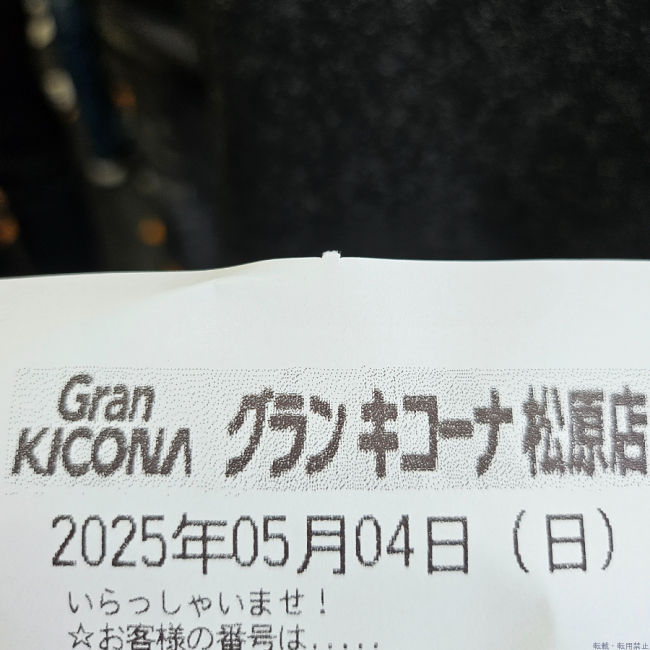 Gran
KICONA
グランキコーナ松原店
2025年05月04日（日）
いらっしゃいませ！
☆お客様の番号は.....
転載・転用禁止